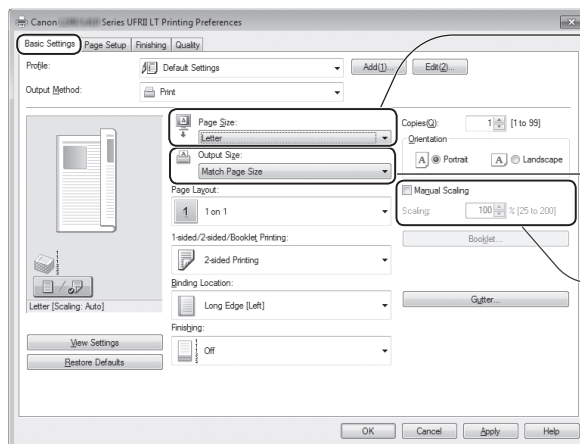 Canon Series UFRII LT Printing Preferences
Basic Settings Page Setup Finishing Quality
Profile: Default Settings Add(1)... Edit(2)...
Output Method: Print
Page Size: Letter
Copies(Q): 1 [1 to 99]
Output Size: Match Page Size
Orientation
A Portrait A Landscape
Page Layout: 1 1 on 1
Manual Scaling
Scaling: 100 % [25 to 200]
1-sided/2-sided/Booklet Printing: 2-sided Printing
Booklet...
Binding Location: Long Edge [Left]
Gutter...
Letter [Scaling: Auto]
Finishing: Off
View Settings
Restore Defaults
OK Cancel Apply Help